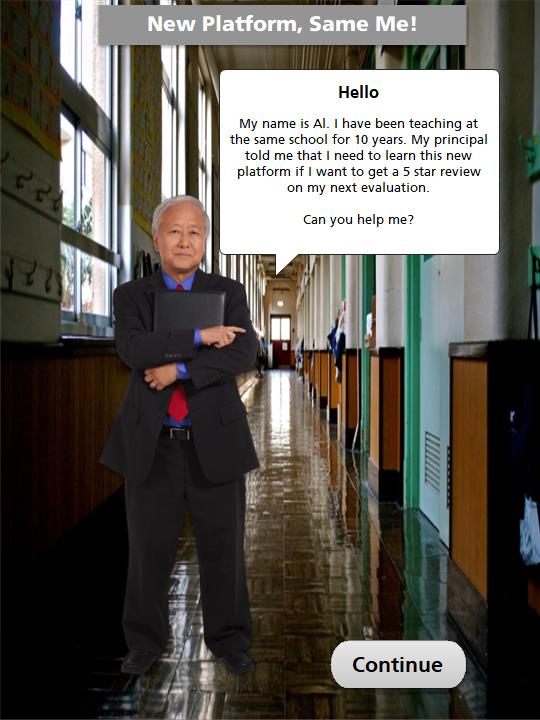 New Platform, Same Me!
Hello
My name is Al. I have been teaching at
the same school for 10 years. My principal
told me that I need to learn this new
platform if I want to get a 5 star review
on my next evaluation.
Can you help me?
Continue